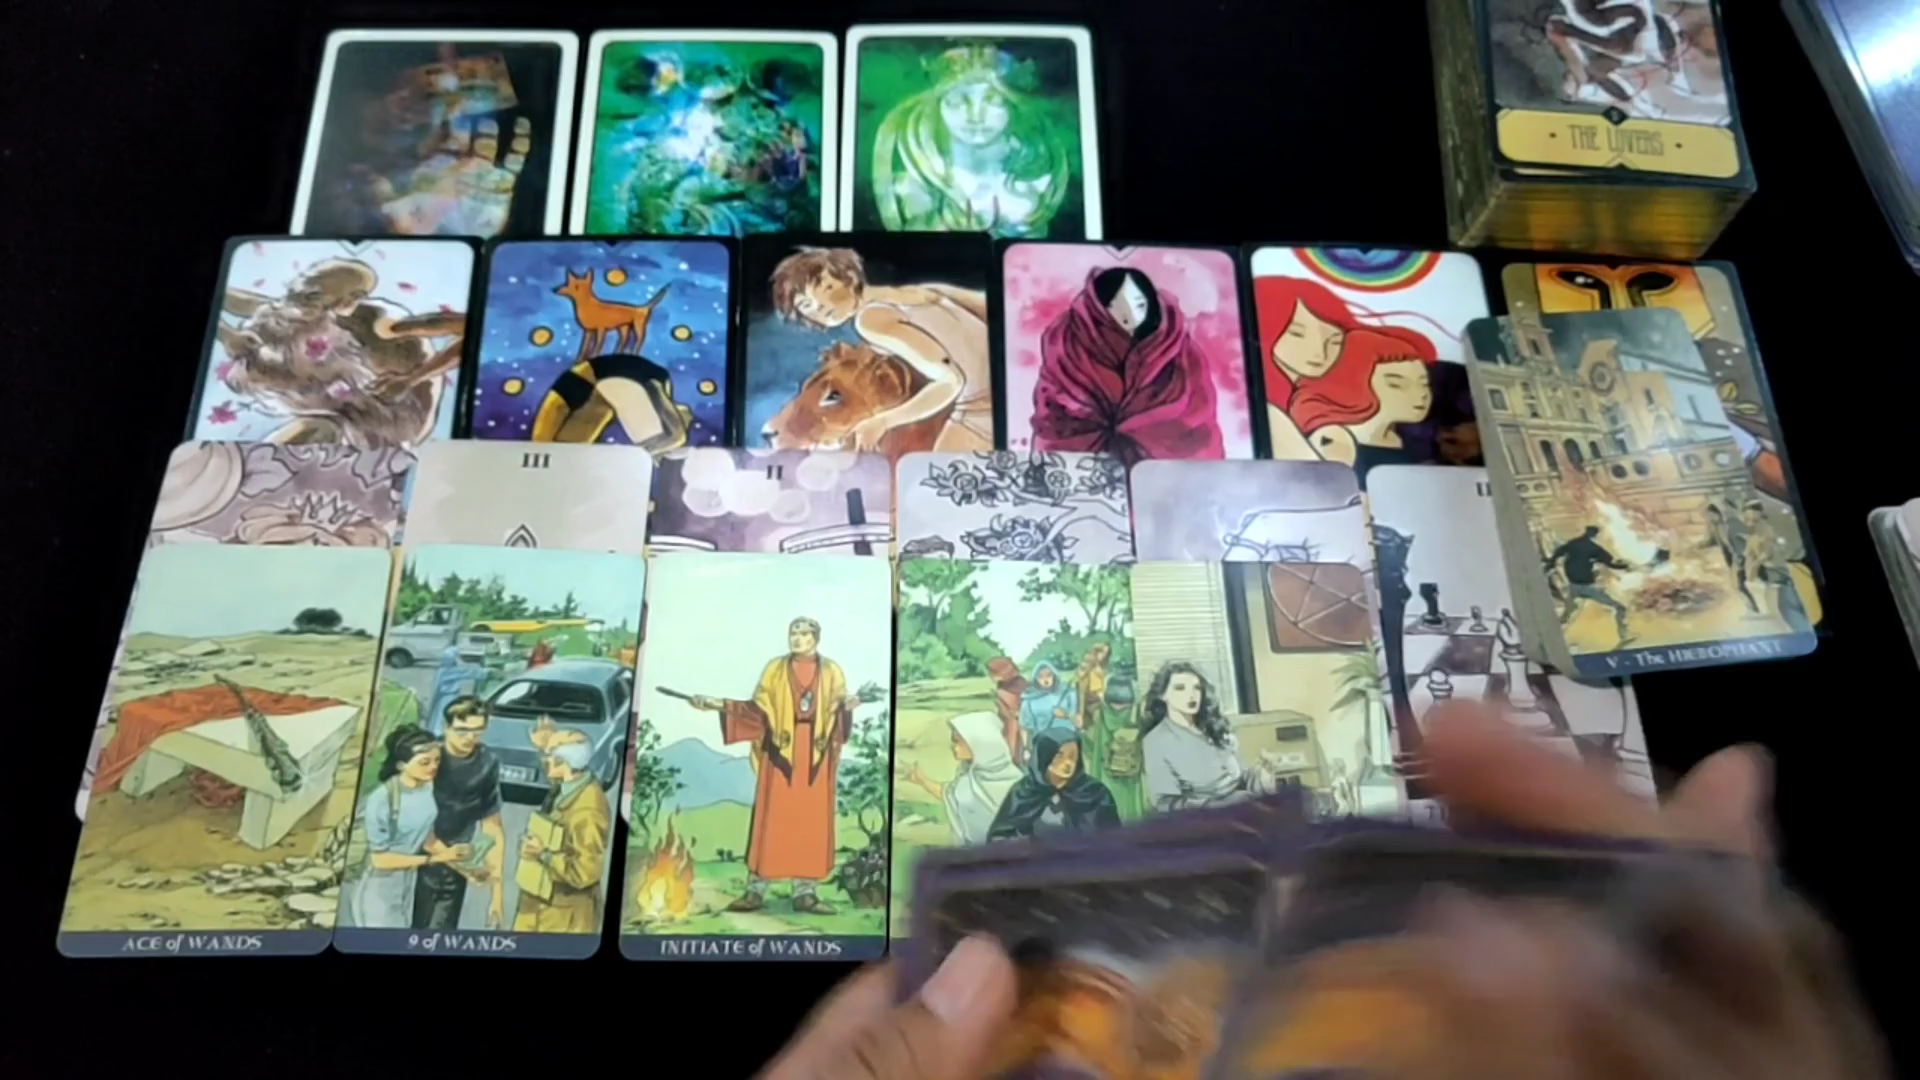 THE LOVERS
III
II
V - The HIEROPHANT
ACE of WANDS
9 of WANDS
INITIATE of WANDS